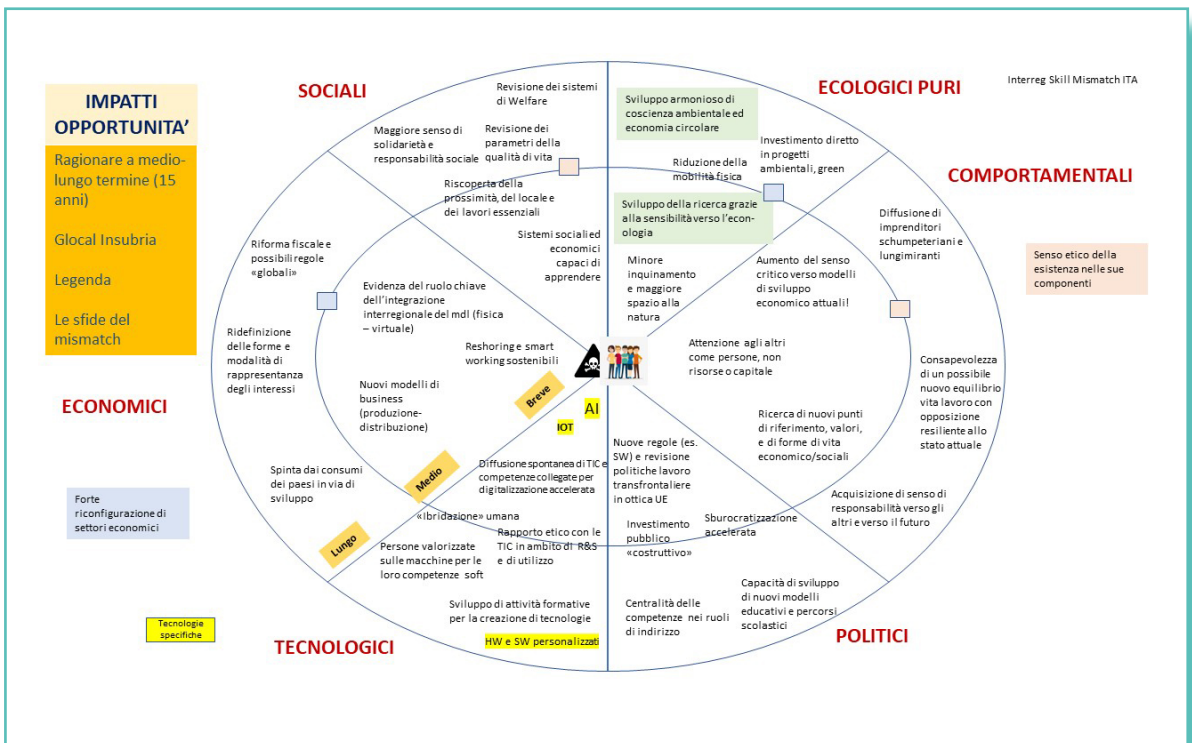 IMPATTI
OPPORTUNITA’
Ragionare a medio-
lungo termine (15
anni)
Glocal Insubria
Legenda
Le sfide del
mismatch
SOCIALI
Revisione dei sistemi
di Welfare
Maggiore senso di
solidarietà e
responsabilità sociale
Revisione dei
parametri della
qualità di vita
Riscoperta della
prossimità, del locale e
dei lavori essenziali
Sistemi sociali ed
economici
capaci di
apprendere
ECOLOGICI PURI
Interreg Skill Mismatch ITA
Sviluppo armonioso di
coscienza ambientale ed
economia circolare
Investimento diretto
in progetti
ambientali, green
Riduzione della
mobilità fisica
Sviluppo della ricerca grazie
alla sensibilità verso l’econ-
ologia
Minore
inquinamento
e maggiore
spazio alla
natura
COMPORTAMENTALI
Diffusione di
imprenditori
schumpeteriani e
lungimiranti
Senso etico della
esistenza nelle sue
componenti
Aumento del senso
critico verso modelli
di sviluppo
economico attuali!
Attenzione agli altri
come persone, non
risorse o capitale
Consapevolezza
di un possibile
nuovo equilibrio
vita lavoro con
opposizione
resiliente allo
stato attuale
Ricerca di nuovi punti
di riferimento, valori,
e di forme di vita
economico/sociali
Acquisizione di senso di
responsabilità verso gli
altri e verso il futuro
ECONOMICI
Riforma fiscale e
possibili regole
«globali»
Evidenza del ruolo chiave
dell’integrazione
interregionale del mdl (fisica
– virtuale)
Ridefinizione
delle forme e
modalità di
rappresentanza
degli interessi
Reshoring e smart
working sostenibili
Nuovi modelli di
business
(produzione-
distribuzione)
Spinta dai consumi
dei paesi in via di
sviluppo
Forte
riconfigurazione di
settori economici
Breve
Medio
Lungo
AI
IOT
Diffusione spontanea di TIC e
competenze collegate per
digitalizzazione accelerata
«Ibridazione» umana
Rapporto etico con le
TIC in ambito di R&S
e di utilizzo
Persone valorizzate
sulle macchine per le
loro competenze soft
Sviluppo di attività formative
per la creazione di tecnologie
HW e SW personalizzati
TECNOLOGICI
Tecnologie
specifiche
Nuove regole (es.
SW) e revisione
politiche lavoro
transfrontaliere
in ottica UE
Investimento
pubblico
«costruttivo»
Sburocratizzazione
accelerata
Centralità delle
competenze nei ruoli
di indirizzo
Capacità di sviluppo
di nuovi modelli
educativi e percorsi
scolastici
POLITICI